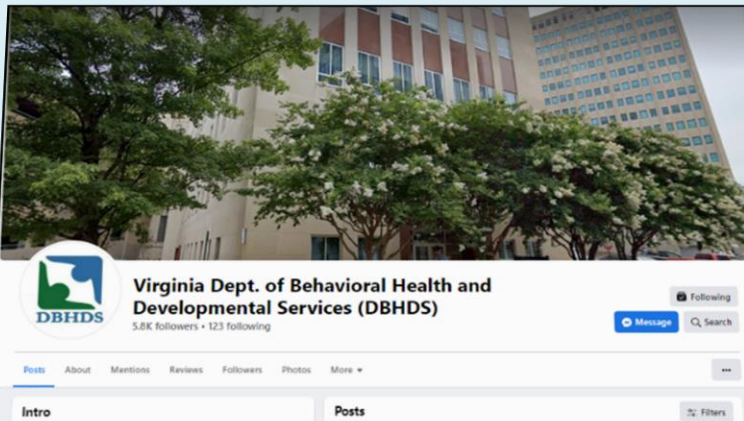 DBHDS
Virginia Dept. of Behavioral Health and
Developmental Services (DBHDS)
5.8K followers • 123 following
Following
Message
Search
Posts
About
Mentions
Reviews
Followers
Photos
More
Intro
Posts
Filters